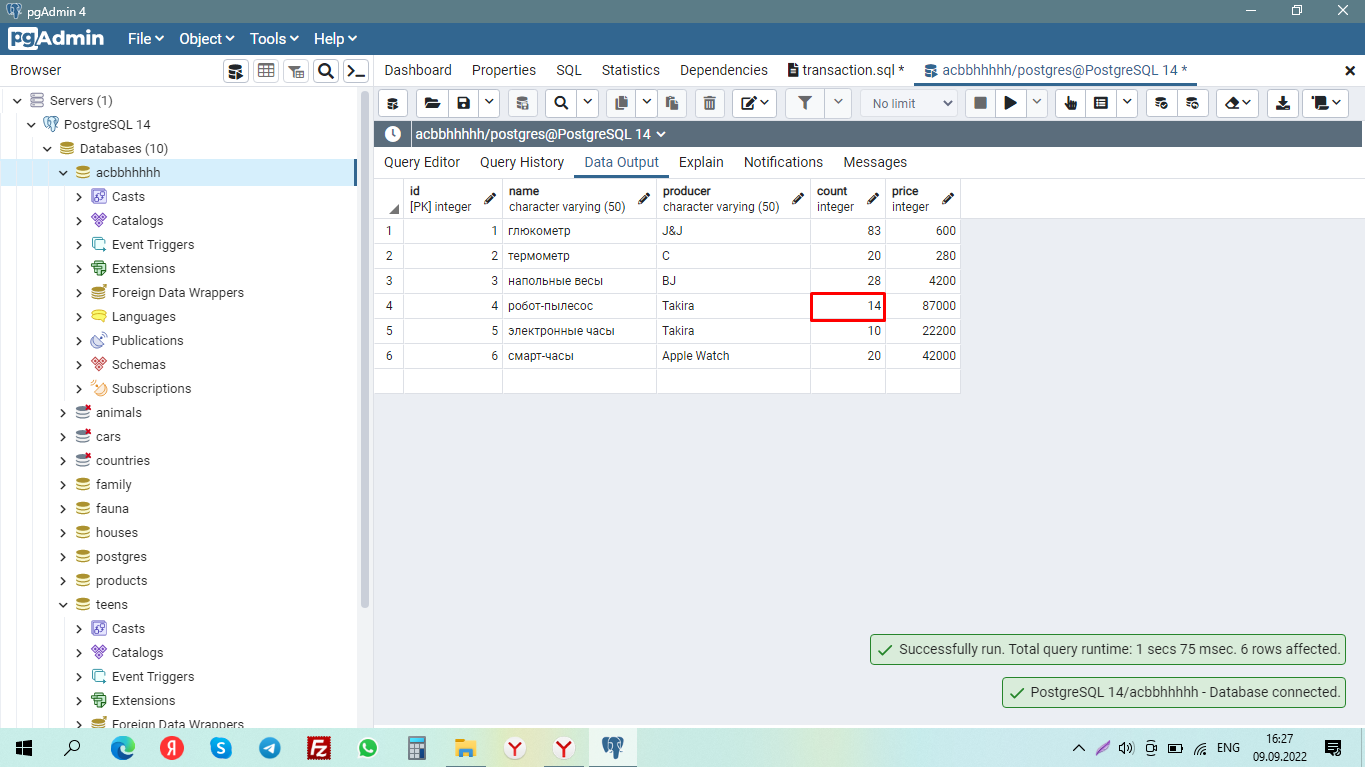 pgAdmin 4
pgAdmin File Object Tools Help
Browser
Dashboard Properties SQL Statistics Dependencies transaction.sql * acbbhhhhh/postgres@PostgreSQL 14 *
Servers (1)
PostgreSQL 14
Databases (10)
acbbhhhhhh
Casts
Catalogs
Event Triggers
Extensions
Foreign Data Wrappers
Languages
Publications
Schemas
Subscriptions
animals
cars
countries
family
fauna
houses
postgres
products
teens
Casts
Catalogs
Event Triggers
Extensions
Foreign Data Wrappers
No limit
acbbhhhhh/postgres@PostgreSQL 14
Query Editor Query History Data Output Explain Notifications Messages
id name producer count price
[PK] integer character varying (50) character varying (50) integer integer
1 1 глюкометр J&J 83 600
2 2 термометр C 20 280
3 3 напольные весы BJ 28 4200
4 4 робот-пылесос Takira 14 87000
5 5 электронные часы Takira 10 22200
6 6 смарт-часы Apple Watch 20 42000
Successfully run. Total query runtime: 1 secs 75 msec. 6 rows affected.
PostgreSQL 14/acbbhhhhh - Database connected.
ENG 16:27
09.09.2022